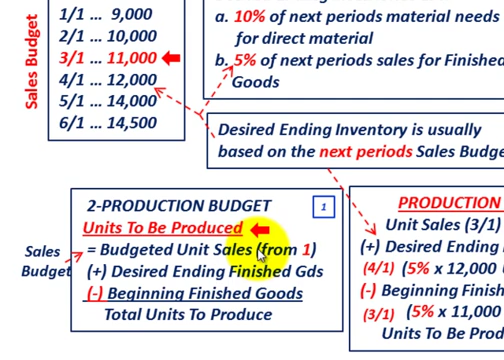 Sales Budget
1/1 ... 9,000
2/1 ... 10,000
3/1 ... 11,000
4/1 ... 12,000
5/1 ... 14,000
6/1 ... 14,500
a. 10% of next periods material needs
for direct material
b. 5% of next periods sales for Finished
Goods
Desired Ending Inventory is usually
based on the next periods Sales
2-PRODUCTION BUDGET
1
Units To Be Produced
= Budgeted Unit Sales (from 1)
(+) Desired Ending Finished Gds
(-) Beginning Finished Goods
Total Units To Produce
Sales
Budget
PRODUCTION
Unit Sales (3/1)
(+) Desired Ending
(4/1) (5% x 12,000
(-) Beginning Finish
(3/1) (5% x 11,000
Units To Be Prod